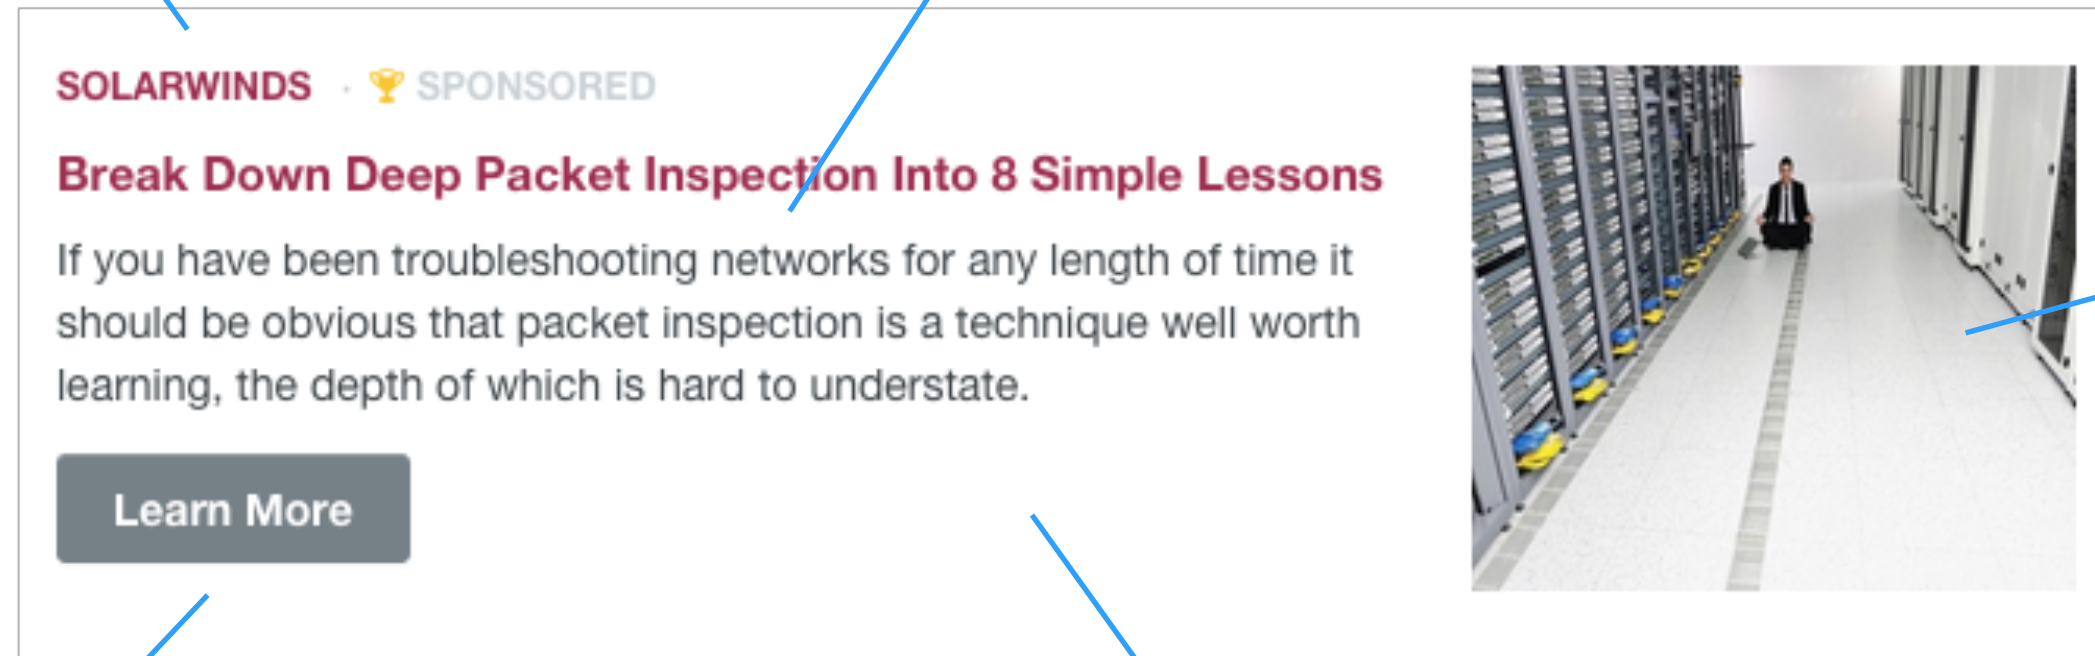 SOLARWINDS · 🏆 SPONSORED
Break Down Deep Packet Inspection Into 8 Simple Lessons
If you have been troubleshooting networks for any length of time it
should be obvious that packet inspection is a technique well worth
learning, the depth of which is hard to understate.
Learn More